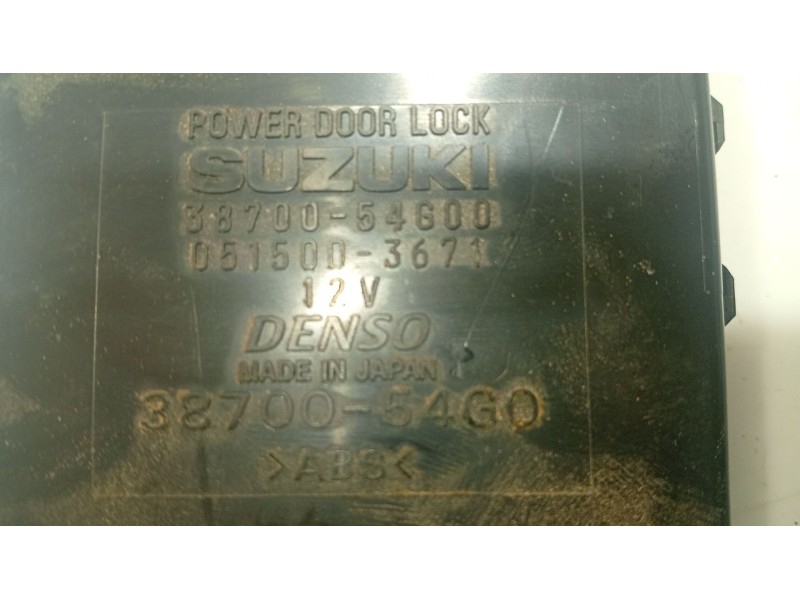 POWER DOOR LOCK
SUZUKI
38700-54G00
051500-3671
12V
DENSO
MADE IN JAPAN
38700-54G0
>ABS<